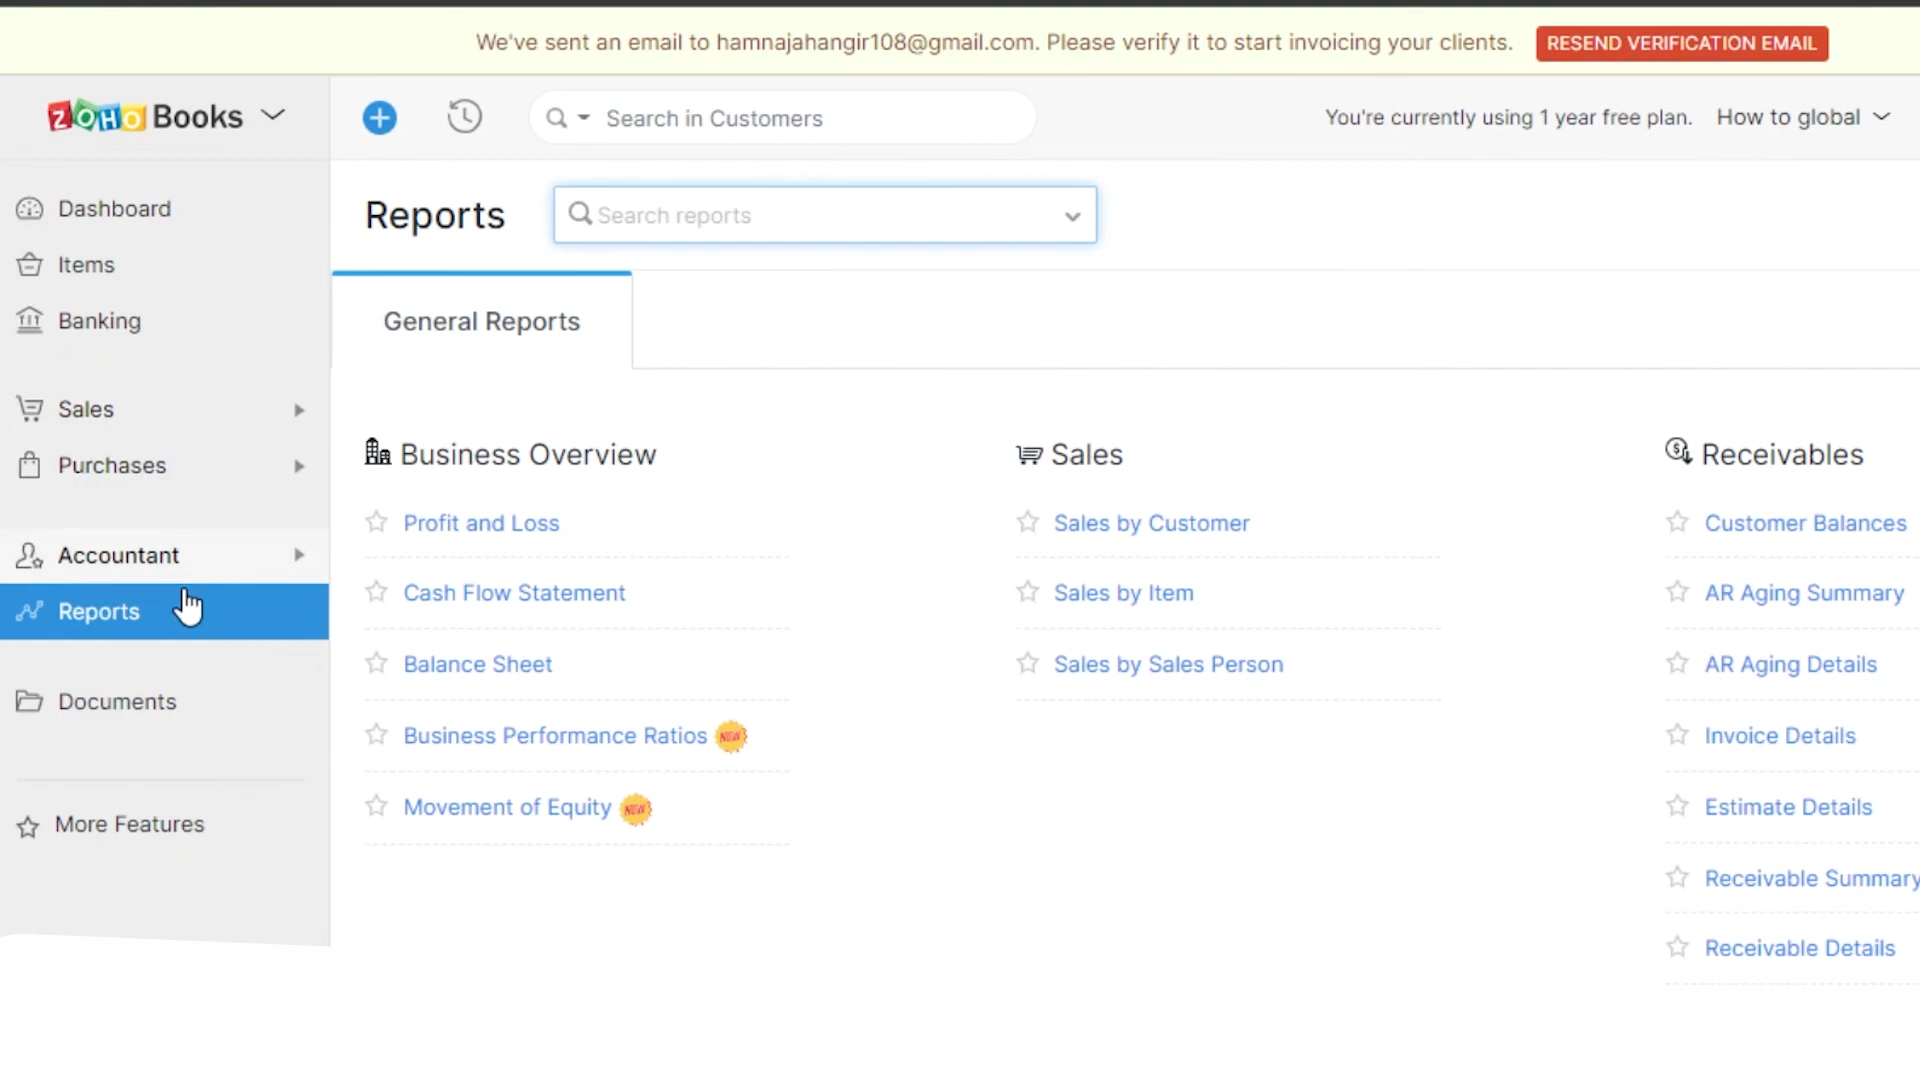 We've sent an email to hamnajahangir108@gmail.com. Please verify it to start invoicing your clients. RESEND VERIFICATION EMAIL
ZOHO Books
Search in Customers
You're currently using 1 year free plan. How to global
Dashboard
Items
Banking
Sales
Purchases
Accountant
Reports
Documents
More Features
Reports
Search reports
General Reports
Business Overview
Profit and Loss
Cash Flow Statement
Balance Sheet
Business Performance Ratios NEW
Movement of Equity NEW
Sales
Sales by Customer
Sales by Item
Sales by Sales Person
Receivables
Customer Balances
AR Aging Summary
AR Aging Details
Invoice Details
Estimate Details
Receivable Summary
Receivable Details